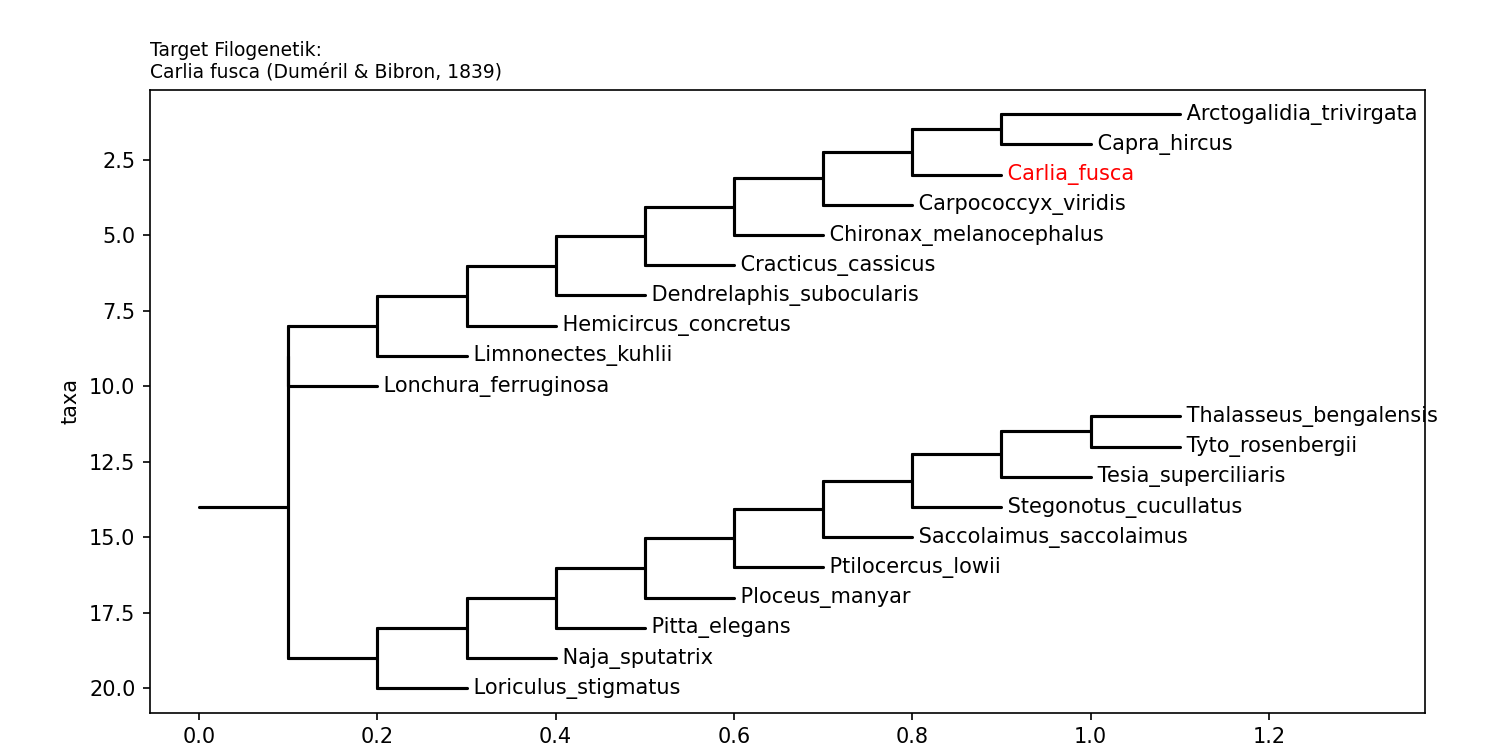 Target Filogenetik:
Carlia fusca (Duméril & Bibron, 1839)
Arctogalidia_trivirgata
Capra_hircus
2.5
Carlia_fusca
Carpococcyx_viridis
5.0
Chironax_melanocephalus
Cracticus_cassicus
Dendrelaphis_subocularis
7.5
Hemicircus_concretus
Limnonectes_kuhlii
10.0
Lonchura_ferruginosa
taxa
Thalasseus_bengalensis
Tyto_rosenbergii
12.5
Tesia_superciliaris
Stegonotus_cucullatus
15.0
Saccolaimus_saccolaimus
Ptilocercus_lowii
Ploceus_manyar
17.5
Pitta_elegans
Naja_sputatrix
20.0
Loriculus_stigmatus
0.0 0.2 0.4 0.6 0.8 1.0 1.2